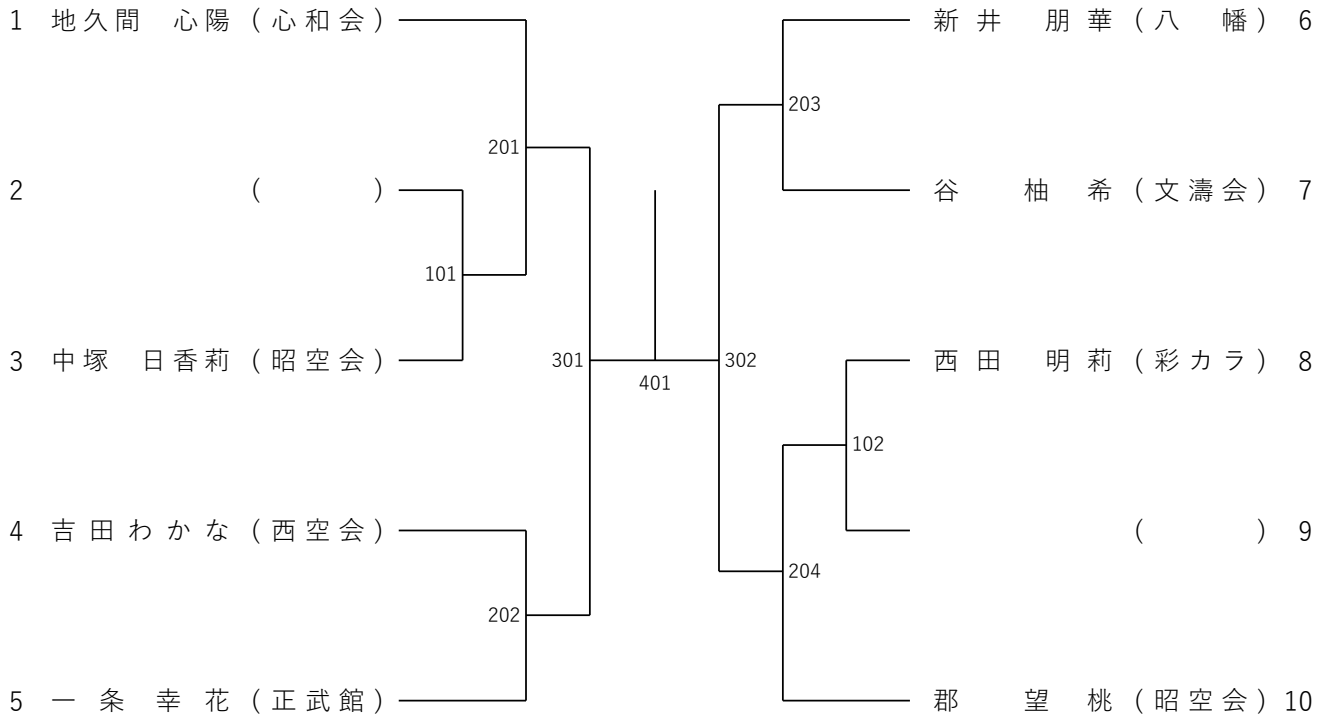 1 地久間 心陽 (心和会)
201
2 ( )
101
3 中塚 日香莉 (昭空会)
301
4 吉田わかな (西空会)
202
5 一条幸花 (正武館)
401
新井 朋華 (八幡) 6
203
谷 柚希 (文濤会) 7
302
西田 明莉 (彩カラ) 8
102
( ) 9
204
郡 望桃 (昭空会) 10